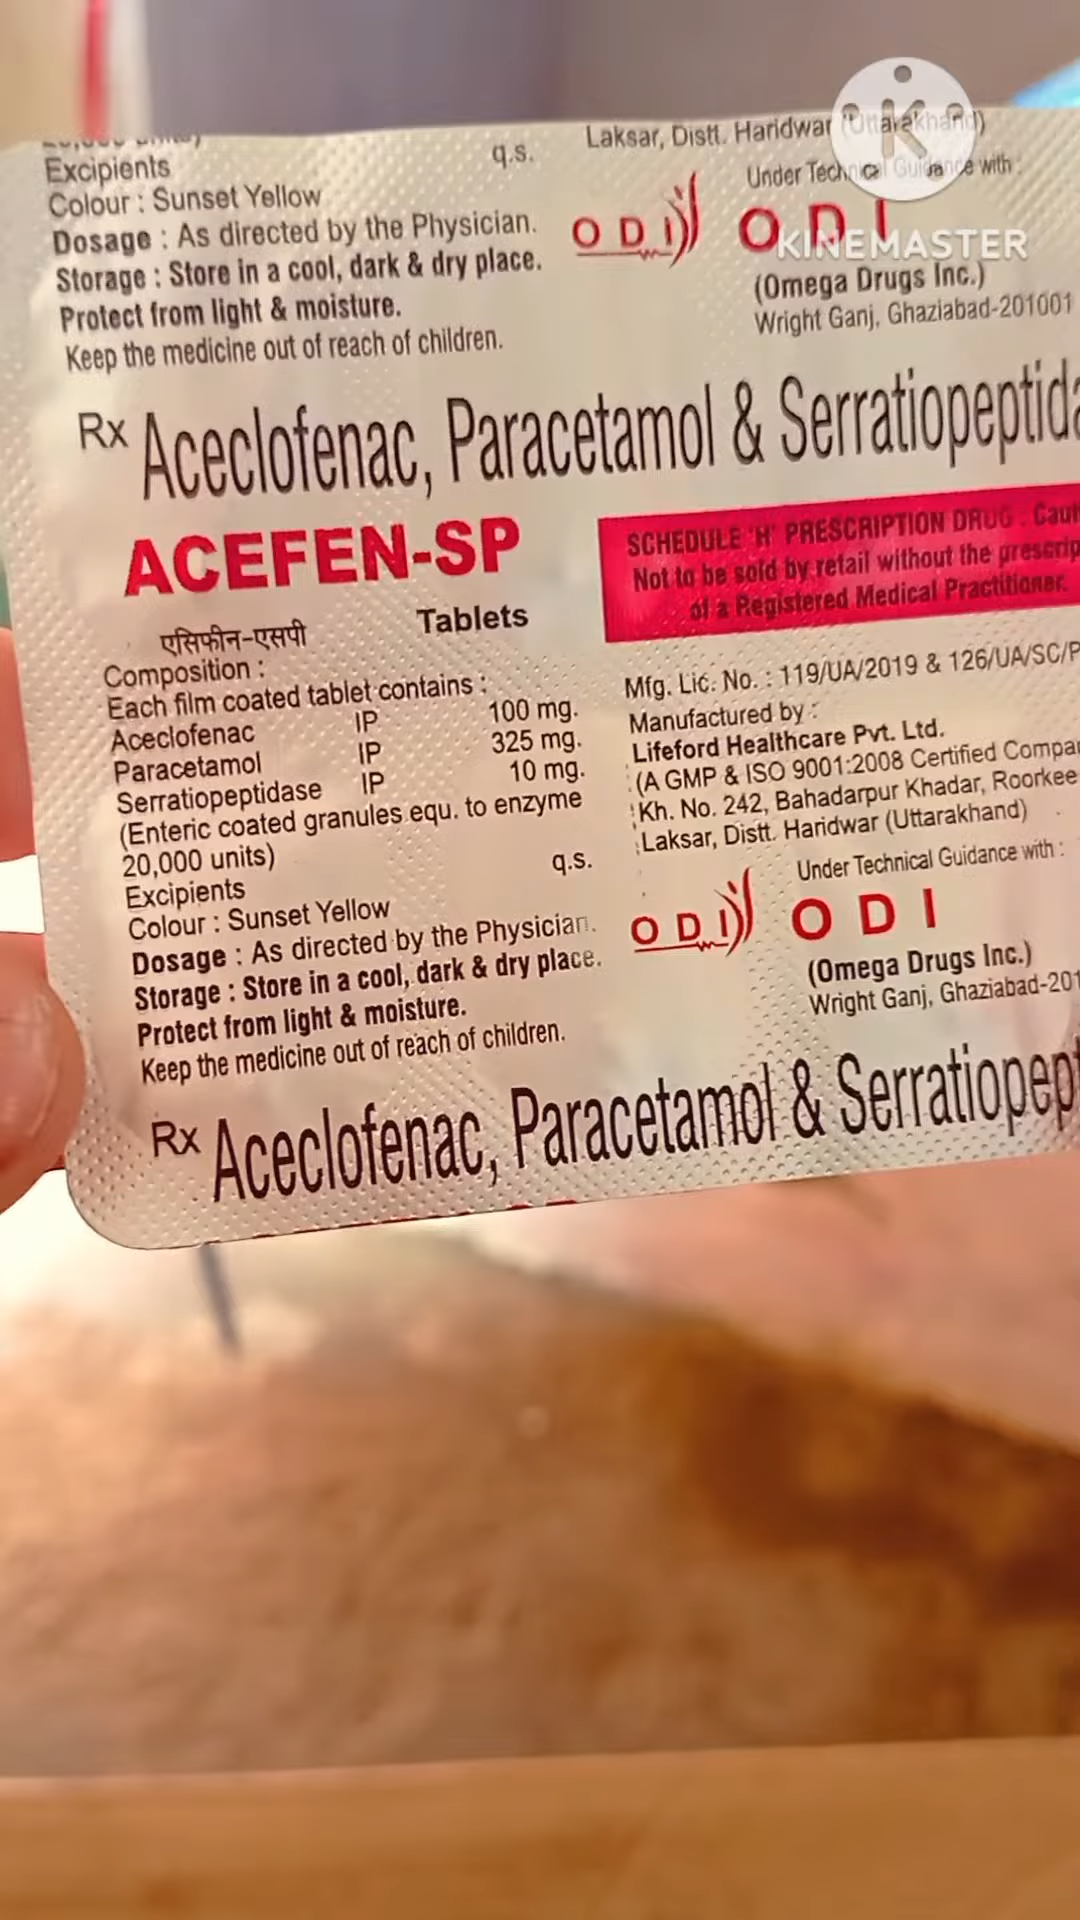 Excipients q.s.
Colour : Sunset Yellow
Dosage : As directed by the Physician.
Storage : Store in a cool, dark & dry place.
Protect from light & moisture.
Keep the medicine out of reach of children.
Laksar, Distt. Haridwar (Uttarakhand)
Under Technical Guidance with :
ODI ODI
KINEMASTER
(Omega Drugs Inc.)
Wright Ganj, Ghaziabad-201001
Rx Aceclofenac, Paracetamol & Serratiopeptida
ACEFEN-SP
Tablets
एसिफीन-एसपी
SCHEDULE 'H' PRESCRIPTION DRUG . Caut
Not to be sold by retail without the prescrip
of a Registered Medical Practitioner.
Composition :
Each film coated tablet contains :
Aceclofenac IP 100 mg.
Paracetamol IP 325 mg.
Serratiopeptidase IP 10 mg.
(Enteric coated granules equ. to enzyme
20,000 units)
Excipients q.s.
Colour : Sunset Yellow
Dosage : As directed by the Physician.
Storage : Store in a cool, dark & dry place.
Protect from light & moisture.
Keep the medicine out of reach of children.
Mfg. Lic. No. : 119/UA/2019 & 126/UA/SC/P
Manufactured by :
Lifeford Healthcare Pvt. Ltd.
(A GMP & ISO 9001:2008 Certified Compan
Kh. No. 242, Bahadarpur Khadar, Roorkee
Laksar, Distt. Haridwar (Uttarakhand)
Under Technical Guidance with :
ODI ODI
(Omega Drugs Inc.)
Wright Ganj, Ghaziabad-201
Rx Aceclofenac, Paracetamol & Serratiopept